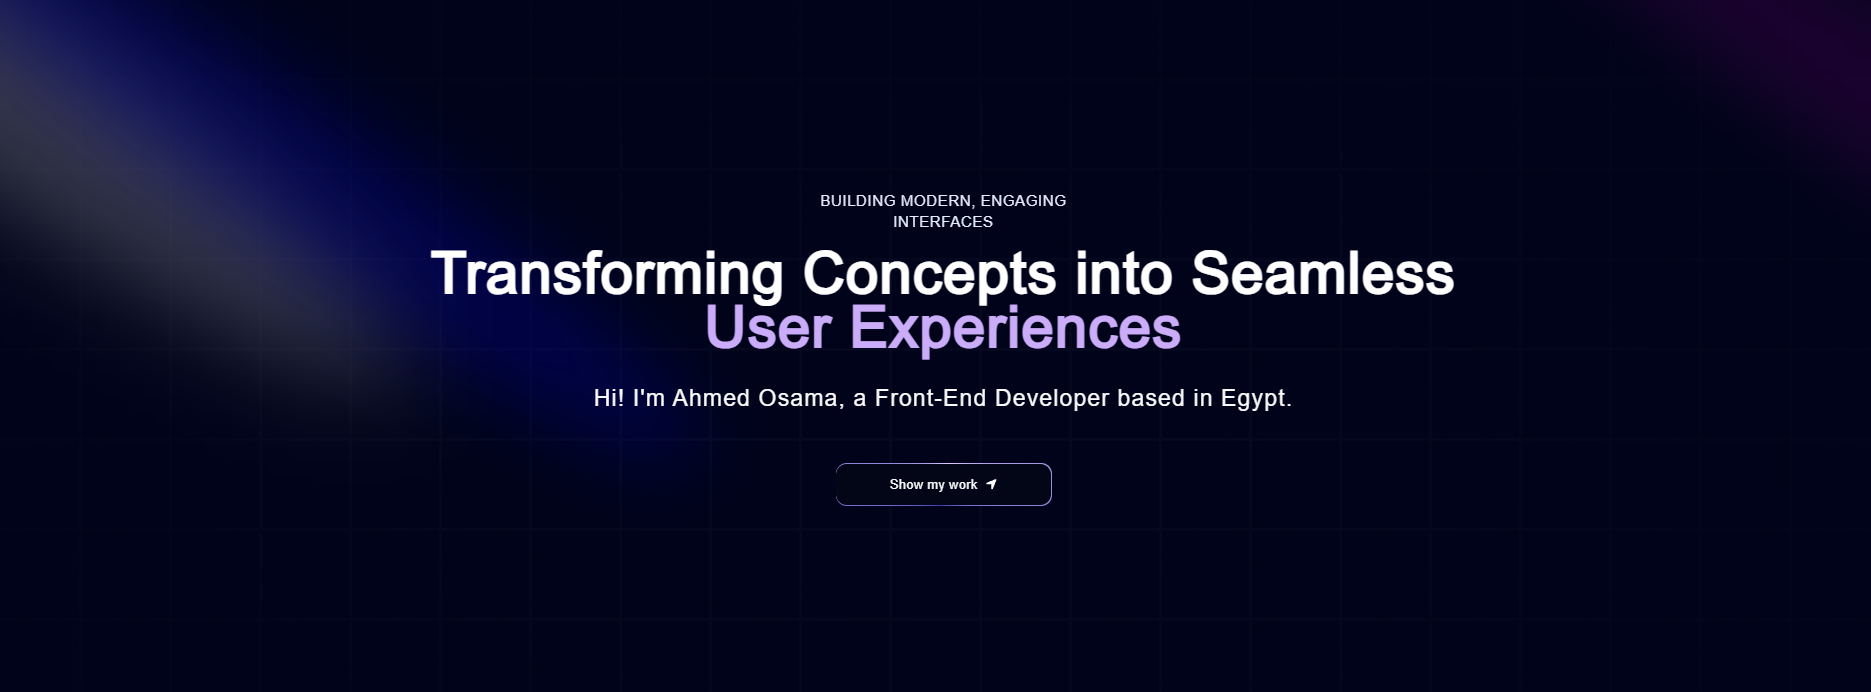 BUILDING MODERN, ENGAGING
INTERFACES
Transforming Concepts into Seamless
User Experiences
Hi! I'm Ahmed Osama, a Front-End Developer based in Egypt.
Show my work